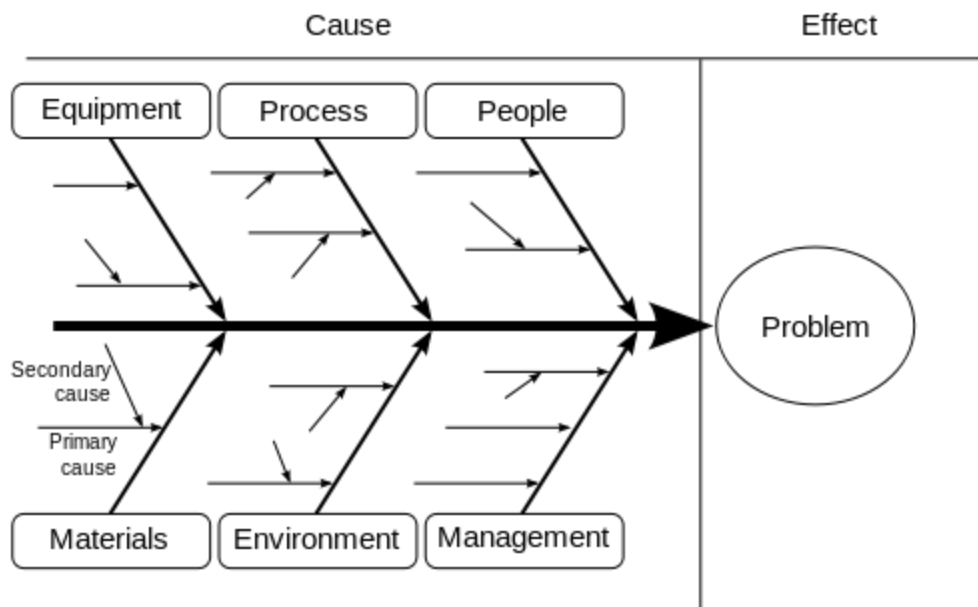 Cause
Effect
Equipment
Process
People
Problem
Secondary
cause
Primary
cause
Materials
Environment
Management